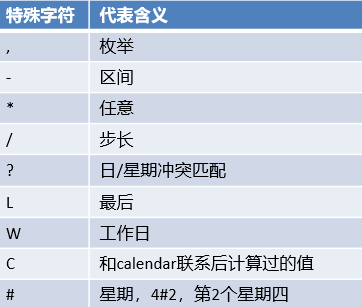 特殊字符 代表含义
, 枚举
- 区间
* 任意
/ 步长
? 日/星期冲突匹配
L 最后
W 工作日
C 和calendar联系后计算过的值
# 星期，4#2，第2个星期四